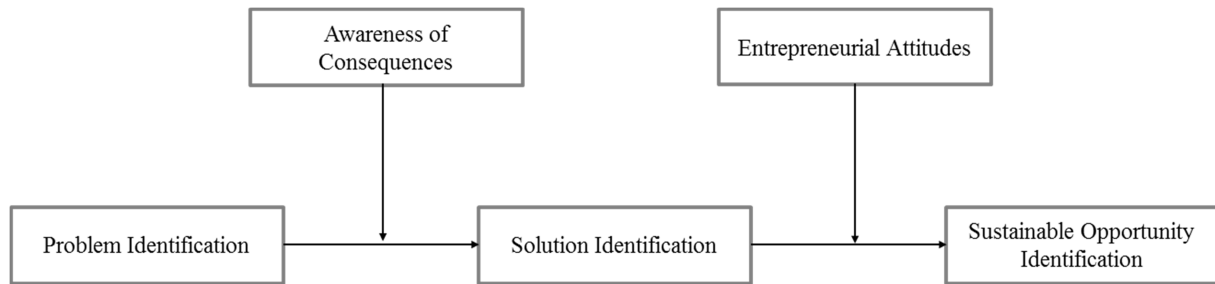 Awareness of
Consequences
Entrepreneurial Attitudes
Problem Identification
Solution Identification
Sustainable Opportunity
Identification